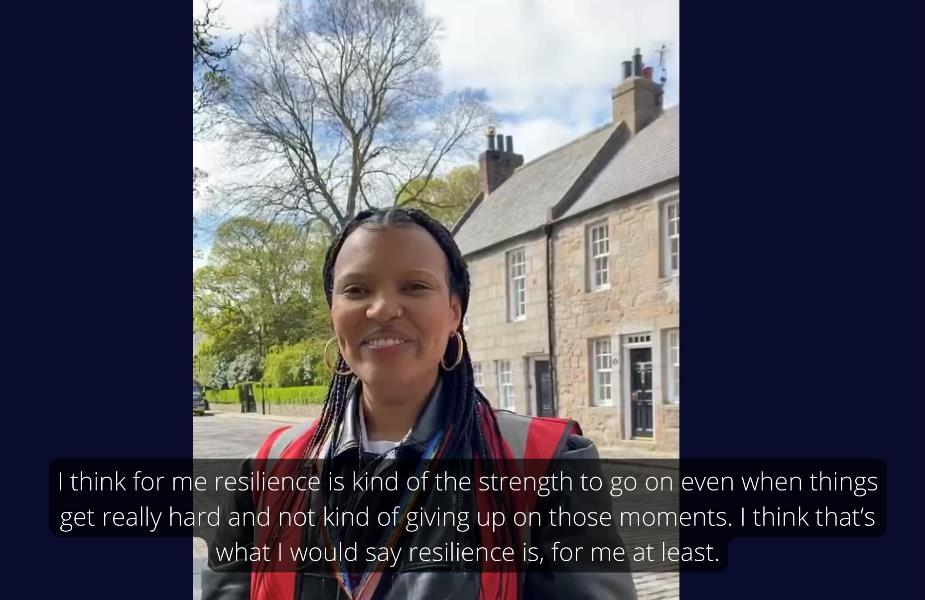 I think for me resilience is kind of the strength to go on even when things
get really hard and not kind of giving up on those moments. I think that's
what I would say resilience is, for me at least.